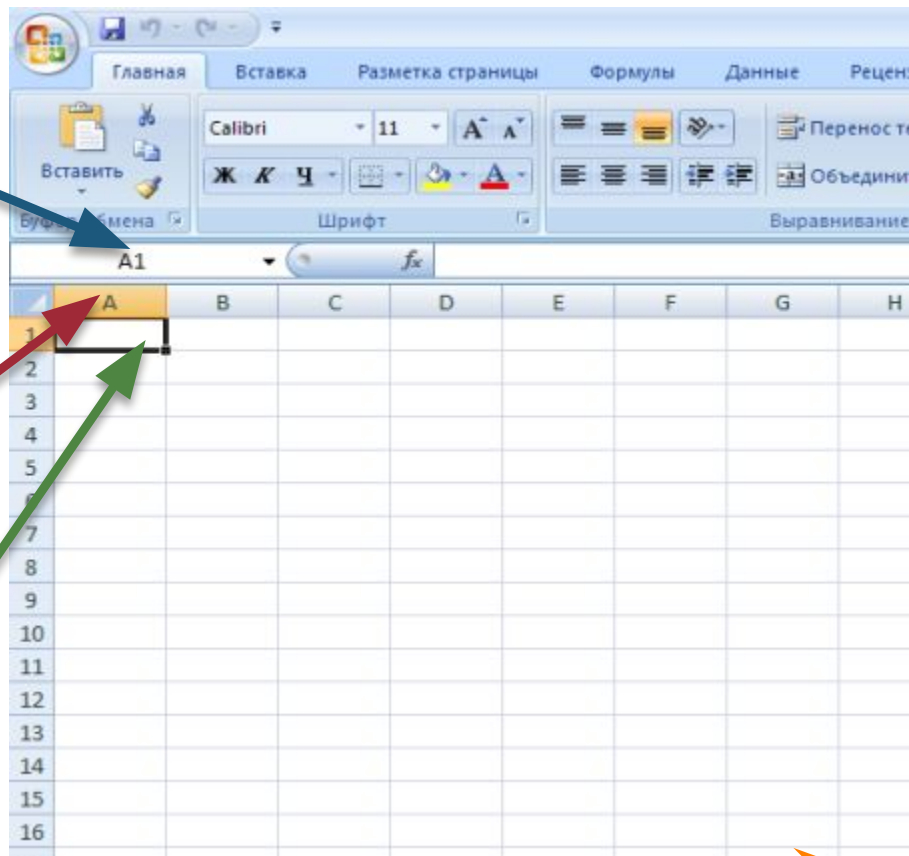 Главная Вставка Разметка страницы Формулы Данные
Calibri 11 А А Перенос
Вставить Ж К Ч А
Шрифт Выравнивание
A1 fx
A B C D E F G H
1
2
3
4
5
6
7
8
9
10
11
12
13
14
15
16